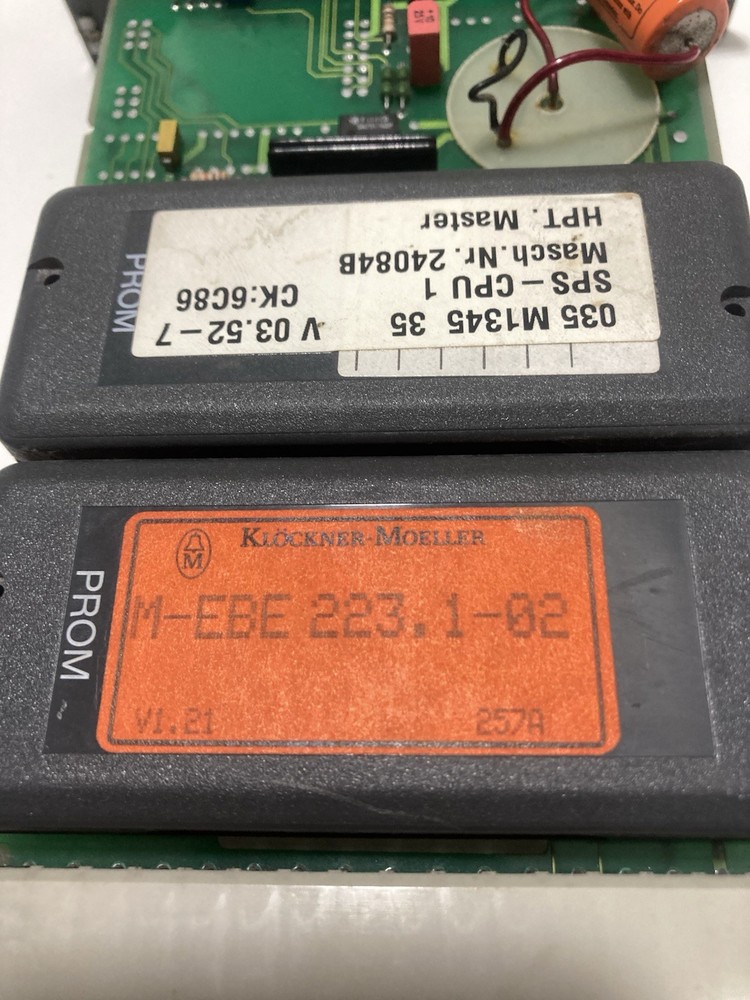 PROM
035 M1345 35 V 03.52-7
SPS-CPU 1 CK:6C86
Masch.Nr. 24084B
HPT. Master
PROM
M
KLÖCKNER-MOELLER
M-EBE 223.1-02
V1.21 257A